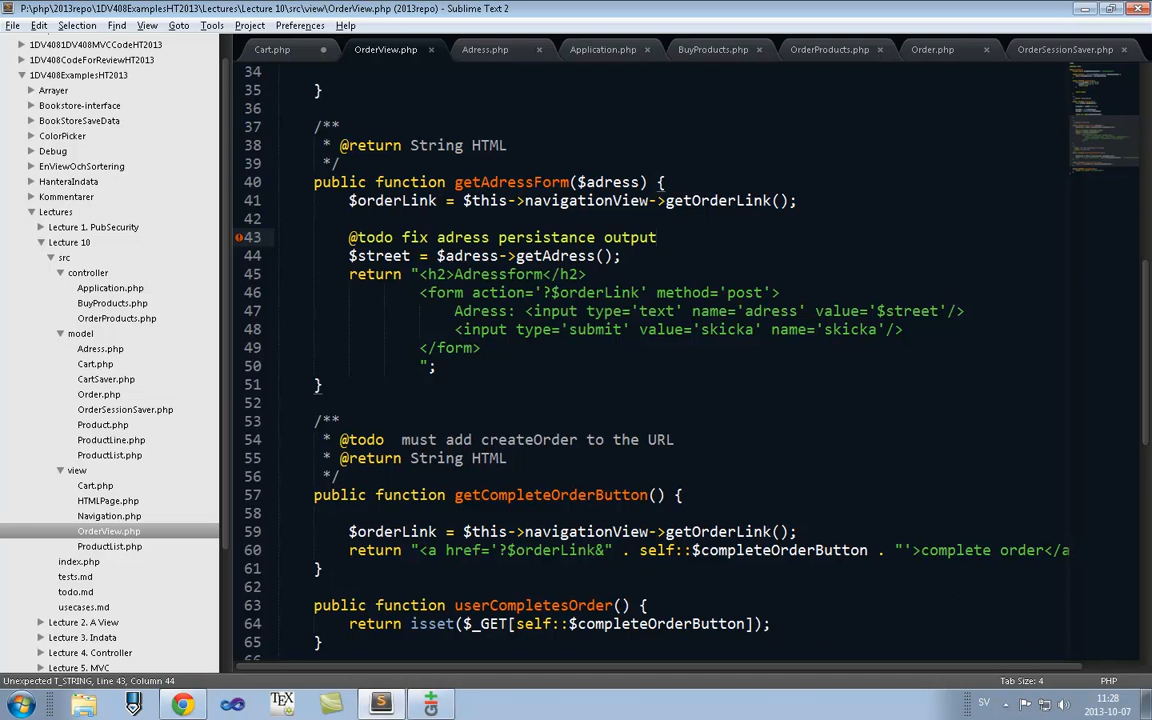 P:\php\2013repo\Lectures\Lecture 10\src\view\OrderView.php (2013repo) - Sublime Text 2
File Edit Selection Find View Goto Tools Project Preferences Help
Cart.php OrderView.php Adress.php Application.php BuyProducts.php OrderProducts.php Order.php OrderSessionSaver.php
1DV4081DV408MVCCodeHT2013
1DV408CodeForReviewHT2013
1DV408ExamplesHT2013
Arrayer
Bookstore-interface
BookStoreSaveData
ColorPicker
Debug
EnViewOchSortering
HanteraIndata
Kommentarer
Lectures
Lecture 1. PubSecurity
Lecture 10
src
controller
Application.php
BuyProducts.php
OrderProducts.php
model
Adress.php
Cart.php
CartSaver.php
Order.php
OrderSessionSaver.php
Product.php
ProductLine.php
ProductList.php
view
Cart.php
HTMLPage.php
Navigation.php
OrderView.php
ProductList.php
index.php
tests.md
todo.md
usecases.md
Lecture 2. A View
Lecture 3. Indata
Lecture 4. Controller
Lecture 5. MVC
34
35 }
36
37 /**
38 * @return String HTML
39 */
40 public function getAdressForm($adress) {
41 $orderLink = $this->navigationView->getOrderLink();
42
43 @todo fix adress persistance output
44 $street = $adress->getAdress();
45 return "<h2>Adressform</h2>
46 <form action='?$orderLink' method='post'>
47 Adress: <input type='text' name='adress' value='$street'/>
48 <input type='submit' value='skicka' name='skicka'/>
49 </form>
50 ";
51 }
52
53 /**
54 * @todo  must add createOrder to the URL
55 * @return String HTML
56 */
57 public function getCompleteOrderButton() {
58
59 $orderLink = $this->navigationView->getOrderLink();
60 return "<a href='?$orderLink&" . self::$completeOrderButton . "'>complete order</a
61 }
62
63 public function userCompletesOrder() {
64 return isset($_GET[self::$completeOrderButton]);
65 }
66
Unexpected T_STRING, Line 43, Column 44 Tab Size: 4 PHP
SV 11:28
2013-10-07